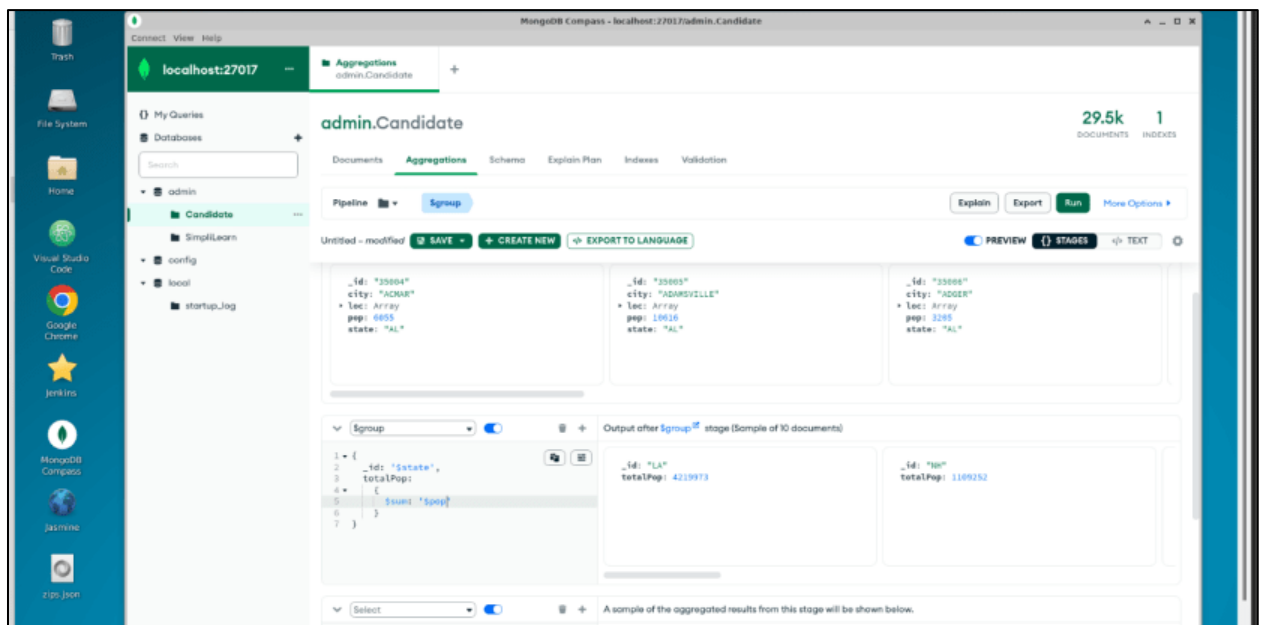 MongoDB Compass - localhost:27017/admin.Candidate
Connect View Help
Trash
File System
Home
Visual Studio
Code
Google
Chrome
Jenkins
MongoDB
Compass
Jasmine
zips.json
localhost:27017 ...
{} My Queries
Databases +
Search
admin
Candidate ...
SimpliLearn
config
local
startup_log
Aggregations
admin.Candidate
+
admin.Candidate
29.5k 1
DOCUMENTS INDEXES
Documents Aggregations Schema Explain Plan Indexes Validation
Pipeline $group Explain Export Run More Options
Untitled - modified SAVE + CREATE NEW </> EXPORT TO LANGUAGE PREVIEW {} STAGES </> TEXT
_id: "35004"
city: "ACMAR"
loc: Array
pop: 6055
state: "AL"
_id: "35005"
city: "ADAMSVILLE"
loc: Array
pop: 10616
state: "AL"
_id: "35006"
city: "ADGER"
loc: Array
pop: 3205
state: "AL"
$group + Output after $group stage (Sample of 10 documents)
1 {
2 _id: '$state',
3 totalPop:
4 {
5 $sum: '$pop'
6 }
7 }
_id: "LA"
totalPop: 4219973
_id: "NH"
totalPop: 1109252
Select + A sample of the aggregated results from this stage will be shown below.